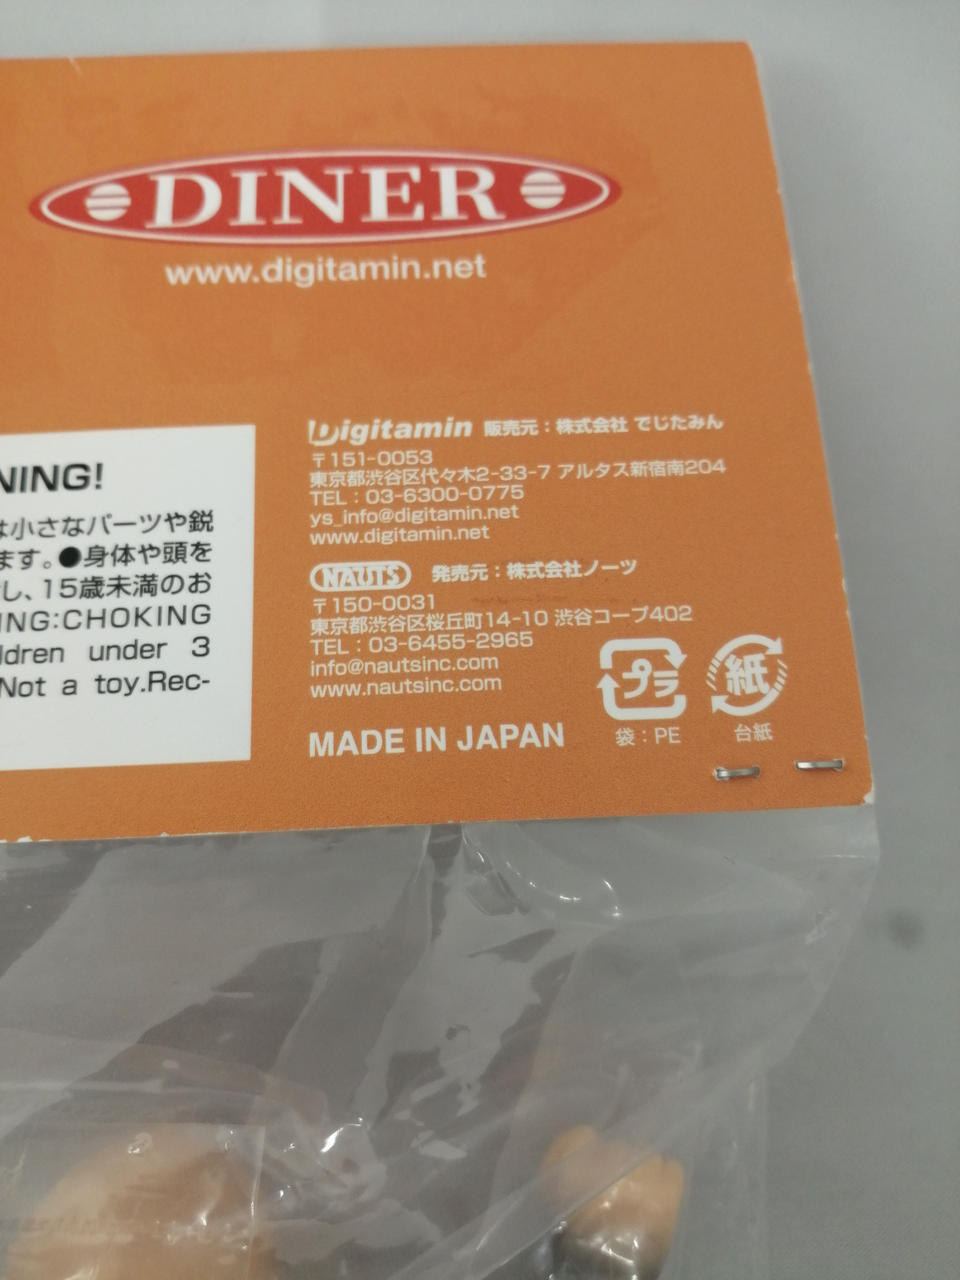 DINER
www.digitamin.net
NING!
は小さなパーツや鋭
ます。●身体や頭を
し、15歳未満のお
ING:CHOKING
ldren under 3
Not a toy.Rec-
Digitamin 販売元：株式会社 でじたみん
〒151-0053
東京都渋谷区代々木2-33-7 アルタス新宿南204
TEL：03-6300-0775
ys_info@digitamin.net
www.digitamin.net
NAUTS 発売元：株式会社ノーツ
〒150-0031
東京都渋谷区桜丘町14-10 渋谷コープ402
TEL：03-6455-2965
info@nautsinc.com
www.nautsinc.com
MADE IN JAPAN
プラ
袋：PE
紙
台紙